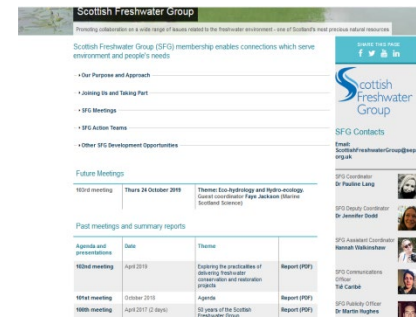 Scottish Freshwater Group
Promoting collaboration on a wide range of issues related to the freshwater environment - one of Scotland's most precious natural resources
Scottish Freshwater Group (SFG) membership enables connections which serve
environment and people's needs
• Our Purpose and Approach
• Joining Us and Taking Part
• SFG Meetings
• SFG Action Teams
• Other SFG Development Opportunities
Future Meetings
103rd meeting Thurs 24 October 2019 Theme: Eco-hydrology and Hydro-ecology.
Guest coordinator Faye Jackson (Marine
Scotland Science)
Past meetings and summary reports
Agenda and
presentations
Date Theme
102nd meeting April 2019 Exploring the practicalities of
delivering freshwater
conservation and restoration
projects
Report (PDF)
101st meeting October 2018 Agenda Report (PDF)
100th meeting April 2017 (2 days) 50 years of the Scottish
Freshwater Group
Report (PDF)
SHARE THIS PAGE
Scottish
Freshwater
Group
SFG Contacts
Email:
ScottishFreshwaterGroup@sep
org.uk
SFG Coordinator
Dr Pauline Lang
SFG Deputy Coordinator
Dr Jennifer Dodd
SFG Assistant Coordinator
Hannah Walkinshaw
SFG Communications
Officer
Tié Caribé
SFG Publicity Officer
Dr Martin Hughes